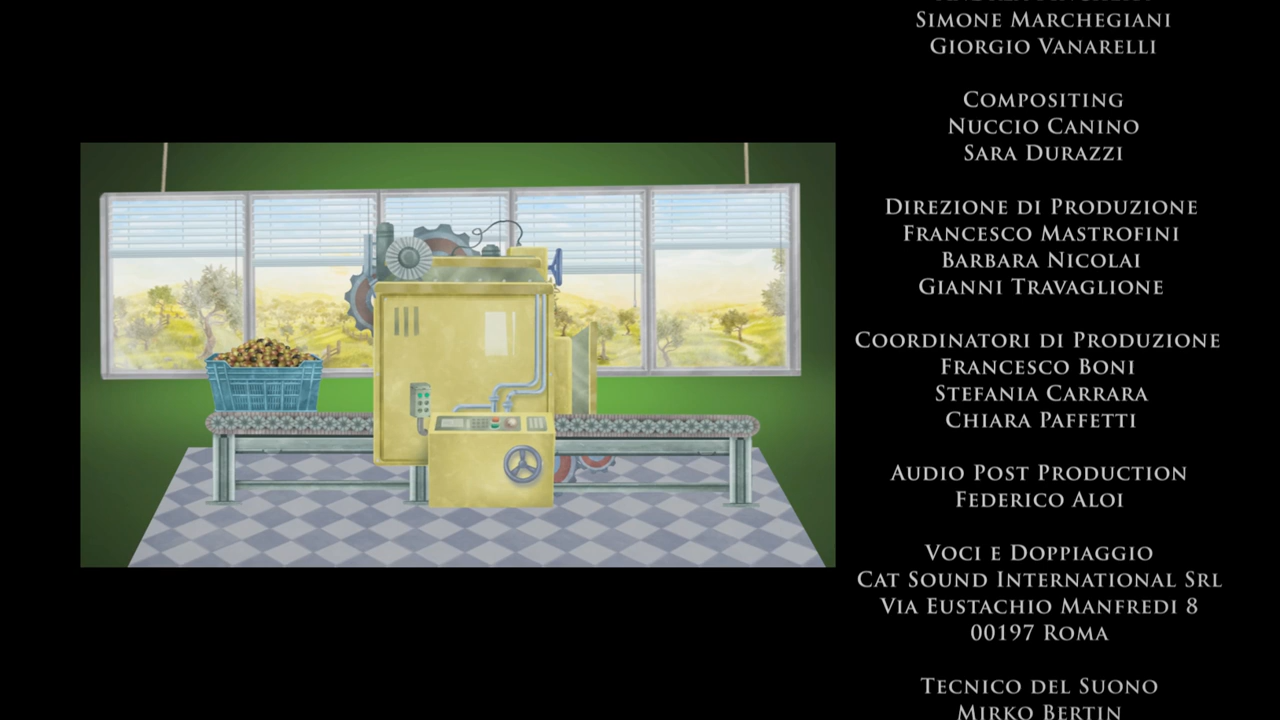 Simone Marchegiani
Giorgio Vanarelli
Compositing
Nuccio Canino
Sara Durazzi
Direzione di Produzione
Francesco Mastrofini
Barbara Nicolai
Gianni Travaglione
Coordinatori di Produzione
Francesco Boni
Stefania Carrara
Chiara Paffetti
Audio Post Production
Federico Aloi
Voci e Doppiaggio
Cat Sound International Srl
Via Eustachio Manfredi 8
00197 Roma
Tecnico del Suono
Mirko Bertin